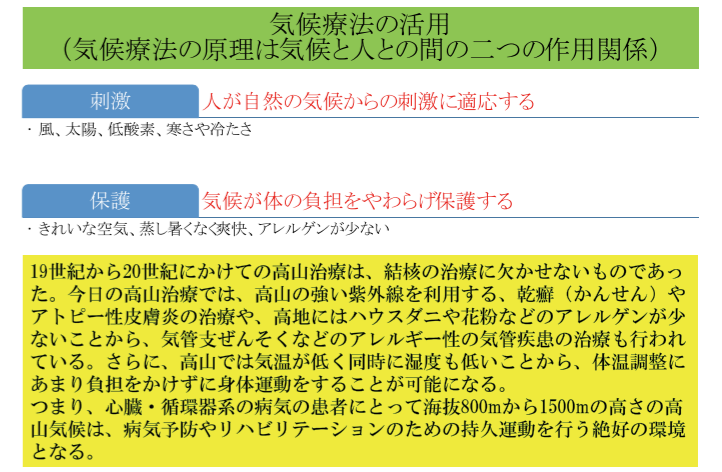 気候療法の活用
（気候療法の原理は気候と人との間の二つの作用関係）
刺激
人が自然の気候からの刺激に適応する
・風、太陽、低酸素、寒さや冷たさ
保護
気候が体の負担をやわらげ保護する
・きれいな空気、蒸し暑くなく爽快、アレルゲンが少ない
19世紀から20世紀にかけての高山治療は、結核の治療に欠かせないものであっ
た。今日の高山治療では、高山の強い紫外線を利用する、乾癬（かんせん）や
アトピー性皮膚炎の治療や、高地にはハウスダニや花粉などのアレルゲンが少
ないことから、気管支ぜんそくなどのアレルギー性の気管疾患の治療も行われ
ている。さらに、高山では気温が低く同時に湿度も低いことから、体温調整に
あまり負担をかけずに身体運動をすることが可能になる。
つまり、心臓・循環器系の病気の患者にとって海抜800mから1500mの高さの高
山気候は、病気予防やリハビリテーションのための持久運動を行う絶好の環境
となる。